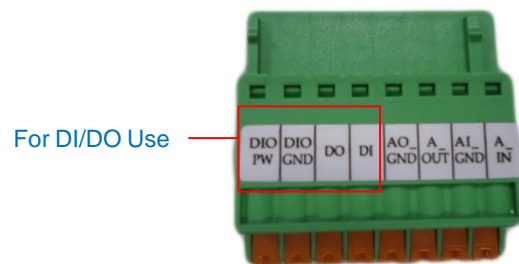 For DI/DO Use
DIO PW
DIO GND
DO
DI
AO_ GND
A_ OUT
AI_ GND
A_ IN